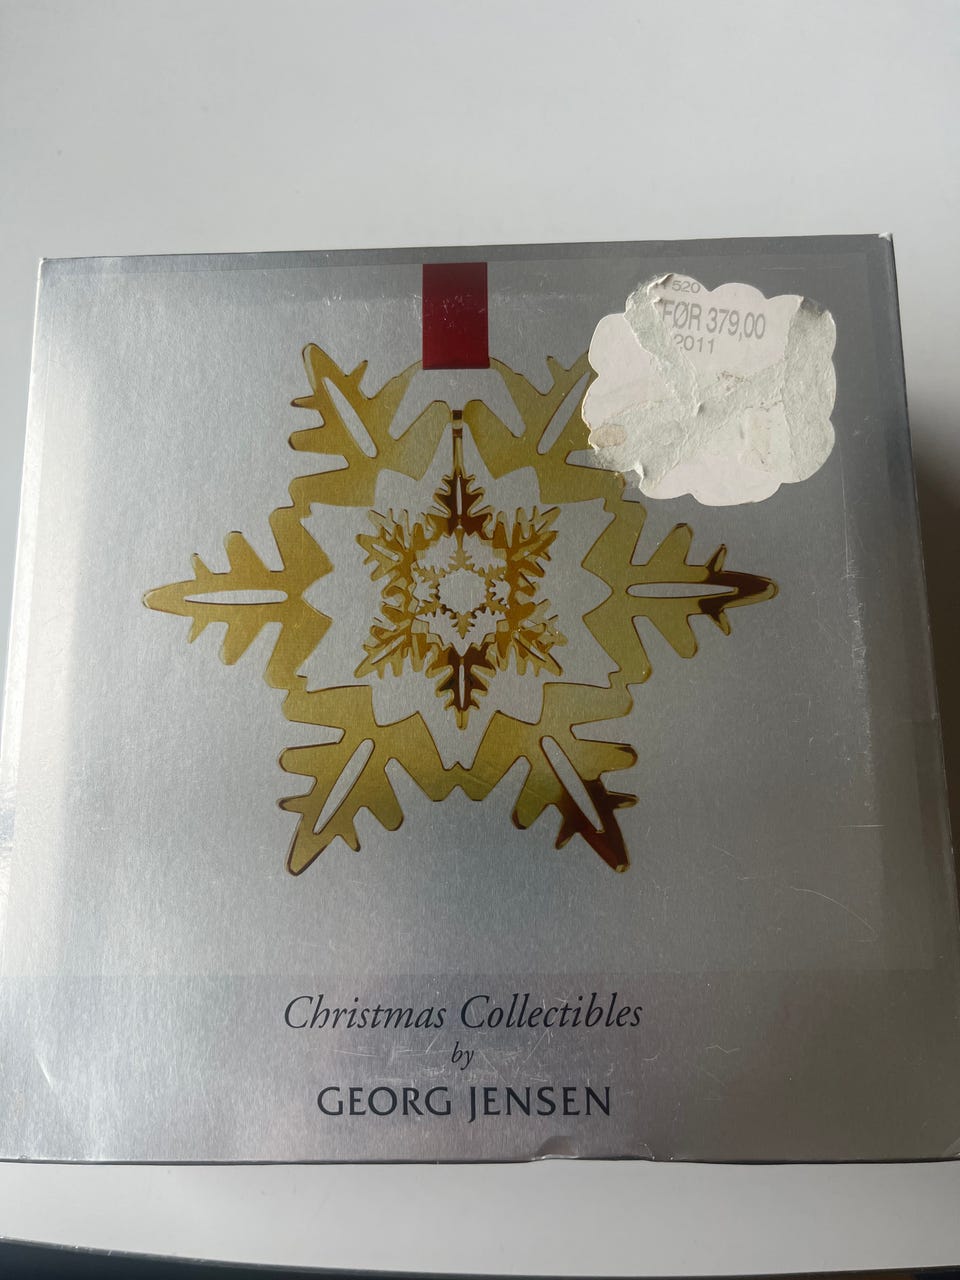 520
FØR 379,00
2011
Christmas Collectibles
by
GEORG JENSEN